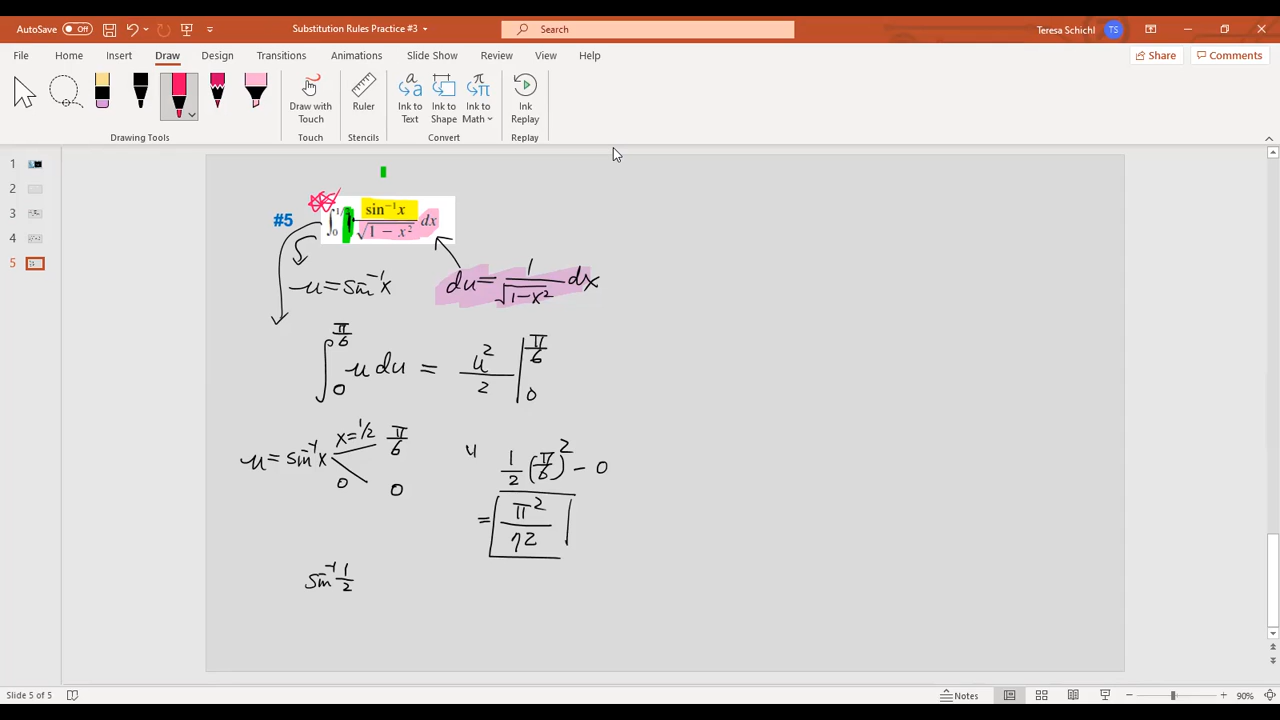 AutoSave Off Substitution Rules Practice #3 Search Teresa Schichl TS
File Home Insert Draw Design Transitions Animations Slide Show Review View Help Share Comments
Draw with Touch Ruler Ink to Text Ink to Shape Ink to Math Ink Replay
Drawing Tools Touch Stencils Convert Replay
1
2
3
4
5
#5 ∫₀^1/2 sin⁻¹x / √(1 − x²) dx
u = sin⁻¹x du = 1/√(1−x²) dx
∫₀^(π/6) u du = u²/2 |₀^(π/6)
u = sin⁻¹x x=1/2 π/6
0 0
1/2 (π/6)² − 0
= π²/72
sin⁻¹ 1/2
Slide 5 of 5 Notes 90%